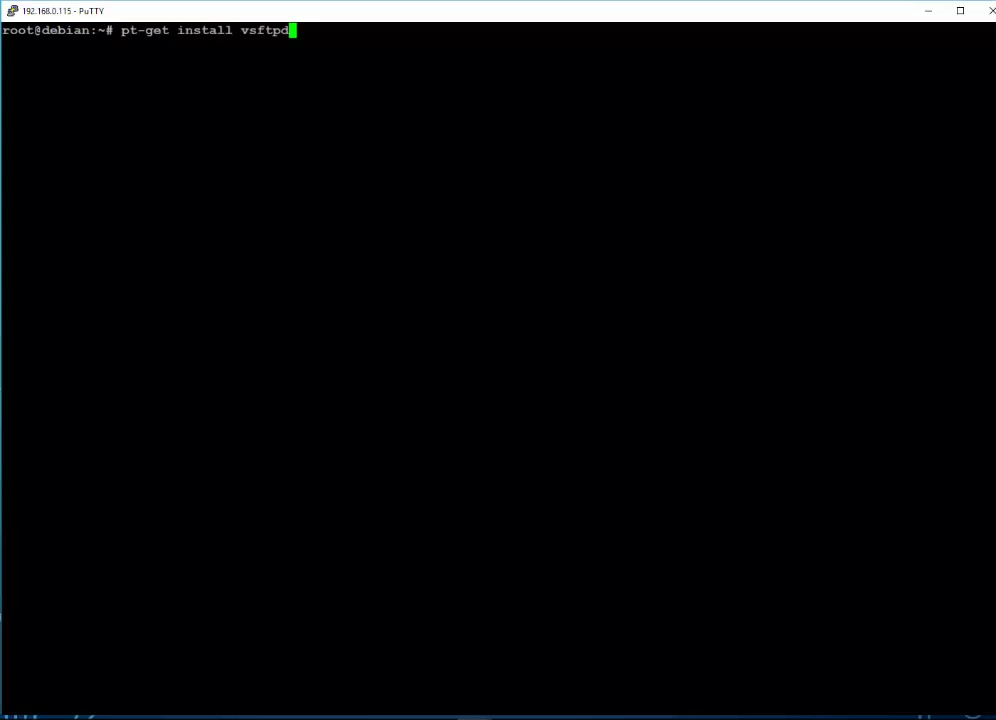 192.168.0.115 - PuTTY
root@debian:~# pt-get install vsftpd